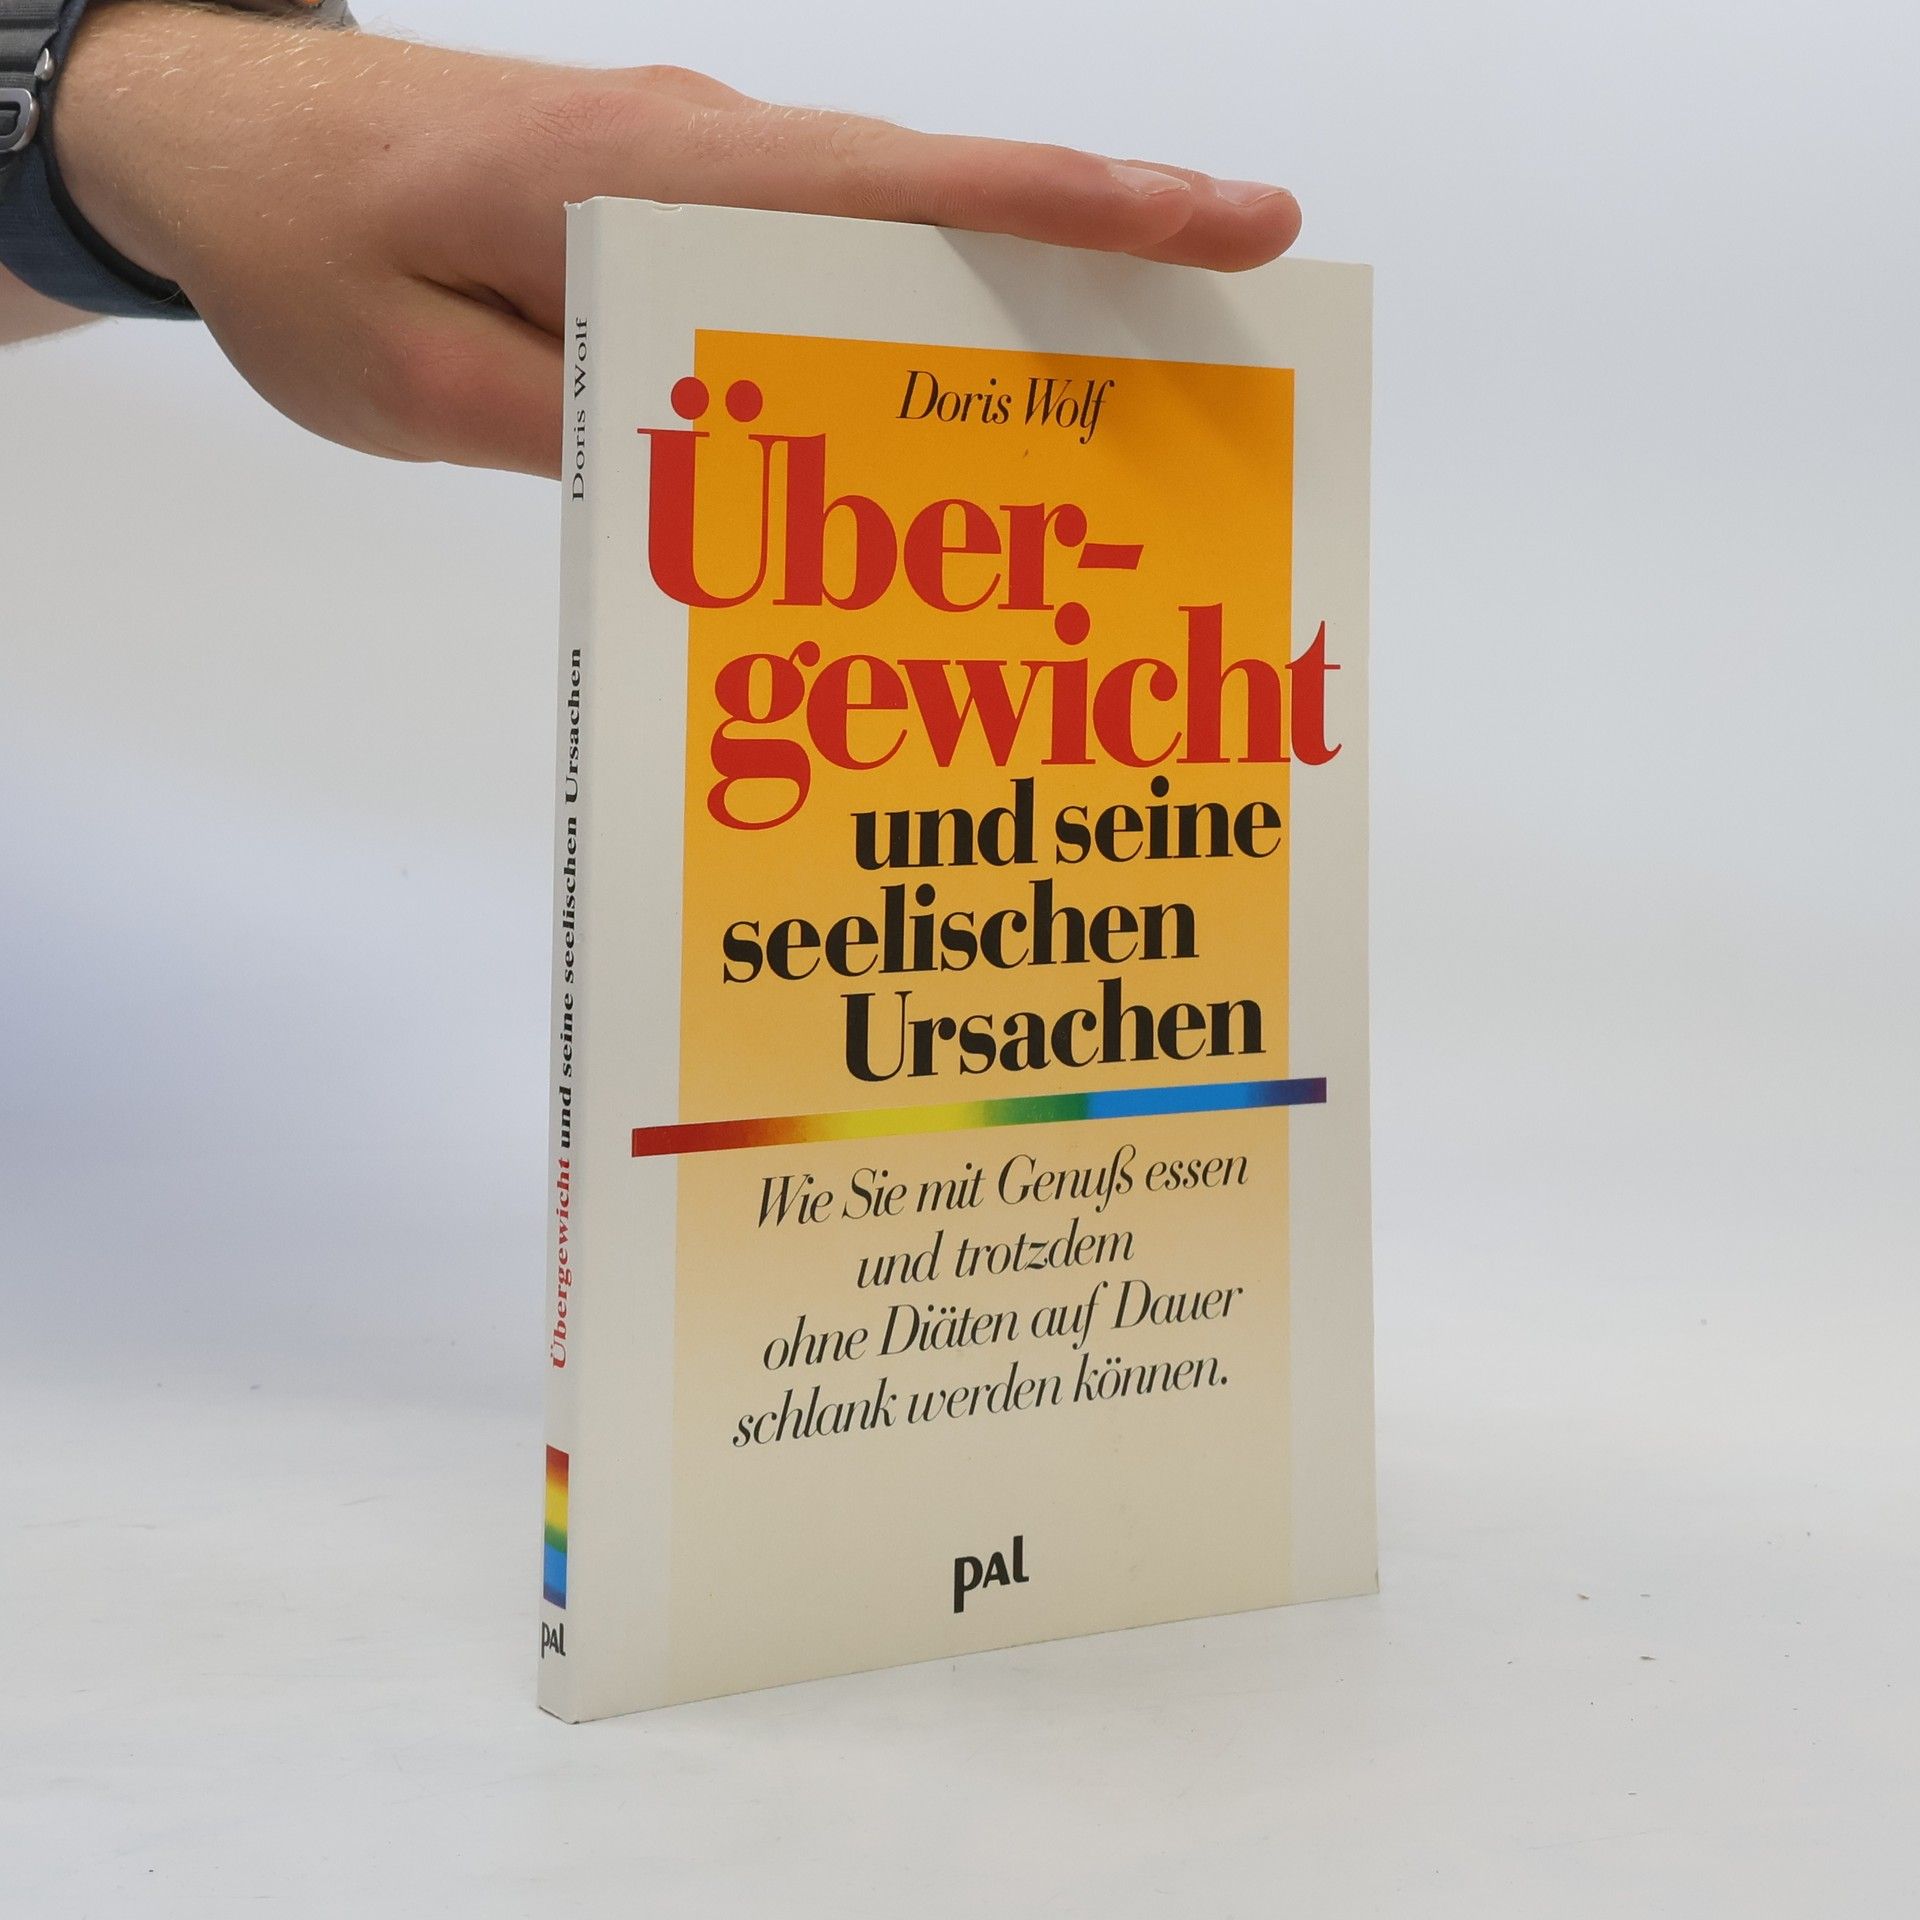 Doris Wolf
Über-
gewicht
und seine
seelischen
Ursachen
Wie Sie mit Genuß essen
und trotzdem
ohne Diäten auf Dauer
schlank werden können.
pal
Übergewicht und seine seelischen Ursachen
Doris Wolf
pal